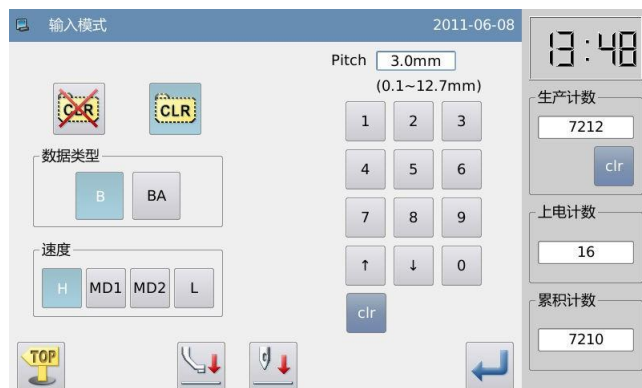 输入模式 2011-06-08
13:48
Pitch 3.0mm
(0.1~12.7mm)
CLR CLR
数据类型
B BA
速度
H MD1 MD2 L
1 2 3
4 5 6
7 8 9
↑ ↓ 0
clr
生产计数
7212
clr
上电计数
16
累积计数
7210
TOP